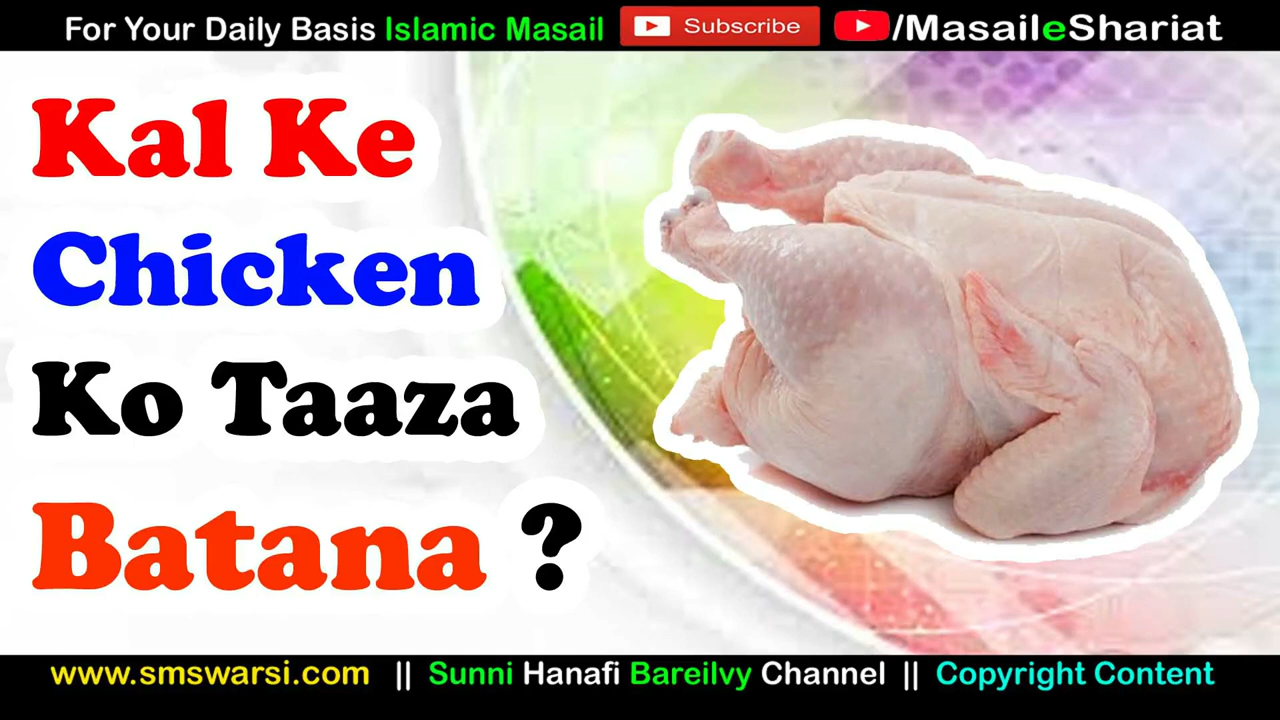 For Your Daily Basis Islamic Masail Subscribe /MasaileShariat
Kal Ke
Chicken
Ko Taaza
Batana ?
www.smswarsi.com || Sunni Hanafi Bareilvy Channel || Copyright Content